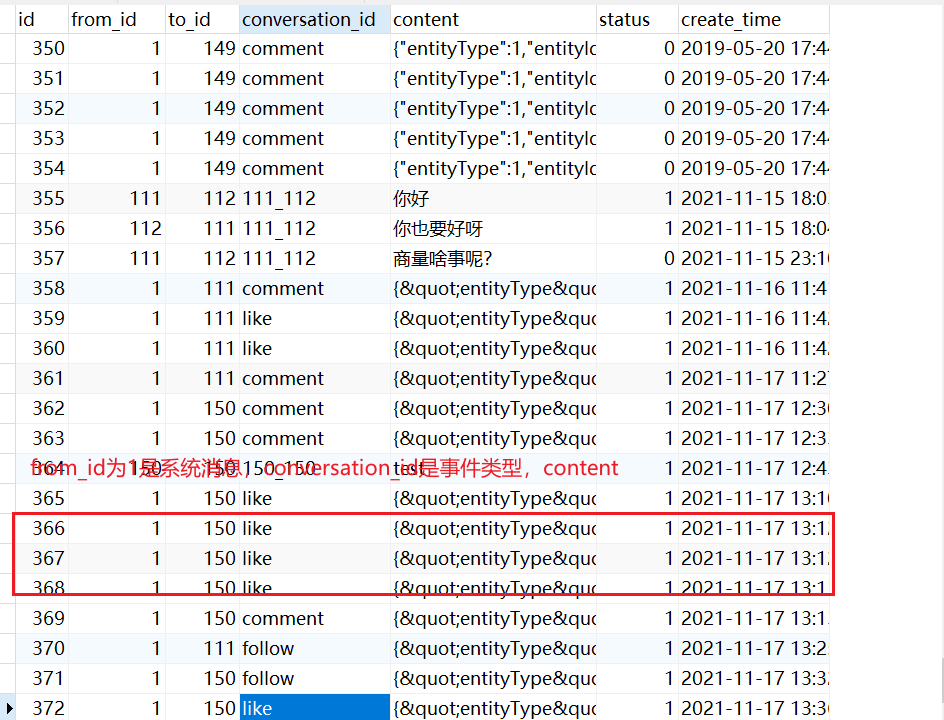 id from_id to_id conversation_id content status create_time
350 1 149 comment {"entityType":1,"entityId 0 2019-05-20 17:44
351 1 149 comment {"entityType":1,"entityId 0 2019-05-20 17:44
352 1 149 comment {"entityType":1,"entityId 0 2019-05-20 17:44
353 1 149 comment {"entityType":1,"entityId 0 2019-05-20 17:44
354 1 149 comment {"entityType":1,"entityId 0 2019-05-20 17:44
355 111 112 111_112 你好 1 2021-11-15 18:0
356 112 111 111_112 你也要好呀 1 2021-11-15 18:04
357 111 112 111_112 商量啥事呢? 0 2021-11-15 23:10
358 1 111 comment {&quot;entityType&quo 1 2021-11-16 11:4
359 1 111 like {&quot;entityType&quo 1 2021-11-16 11:4
360 1 111 like {&quot;entityType&quo 1 2021-11-16 11:4
361 1 111 comment {&quot;entityType&quo 1 2021-11-17 11:27
362 1 150 comment {&quot;entityType&quo 1 2021-11-17 12:30
363 1 150 comment {&quot;entityType&quo 1 2021-11-17 12:3
364 150 150 150_150 test 1 2021-11-17 12:4
from_id为1是系统消息，conversation_id是事件类型，content
365 1 150 like {&quot;entityType&quo 1 2021-11-17 13:10
366 1 150 like {&quot;entityType&quo 1 2021-11-17 13:1
367 1 150 like {&quot;entityType&quo 1 2021-11-17 13:1
368 1 150 like {&quot;entityType&quo 1 2021-11-17 13:1
369 1 150 comment {&quot;entityType&quo 1 2021-11-17 13:1
370 1 111 follow {&quot;entityType&quo 1 2021-11-17 13:2
371 1 150 follow {&quot;entityType&quo 1 2021-11-17 13:3
372 1 150 like {&quot;entityType&quo 1 2021-11-17 13:3